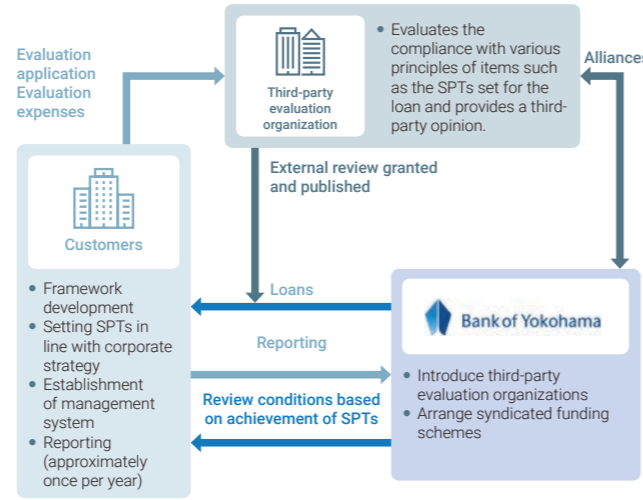 Evaluation
application
Evaluation
expenses
Third-party
evaluation
organization
• Evaluates the
compliance with various
principles of items such
as the SPTs set for the
loan and provides a third-
party opinion.
Alliances
External review granted
and published
Customers
• Framework
development
• Setting SPTs in
line with corporate
strategy
• Establishment
of management
system
• Reporting
(approximately
once per year)
Loans
Reporting
Review conditions based
on achievement of SPTs
Bank of Yokohama
• Introduce third-party
evaluation organizations
• Arrange syndicated funding
schemes